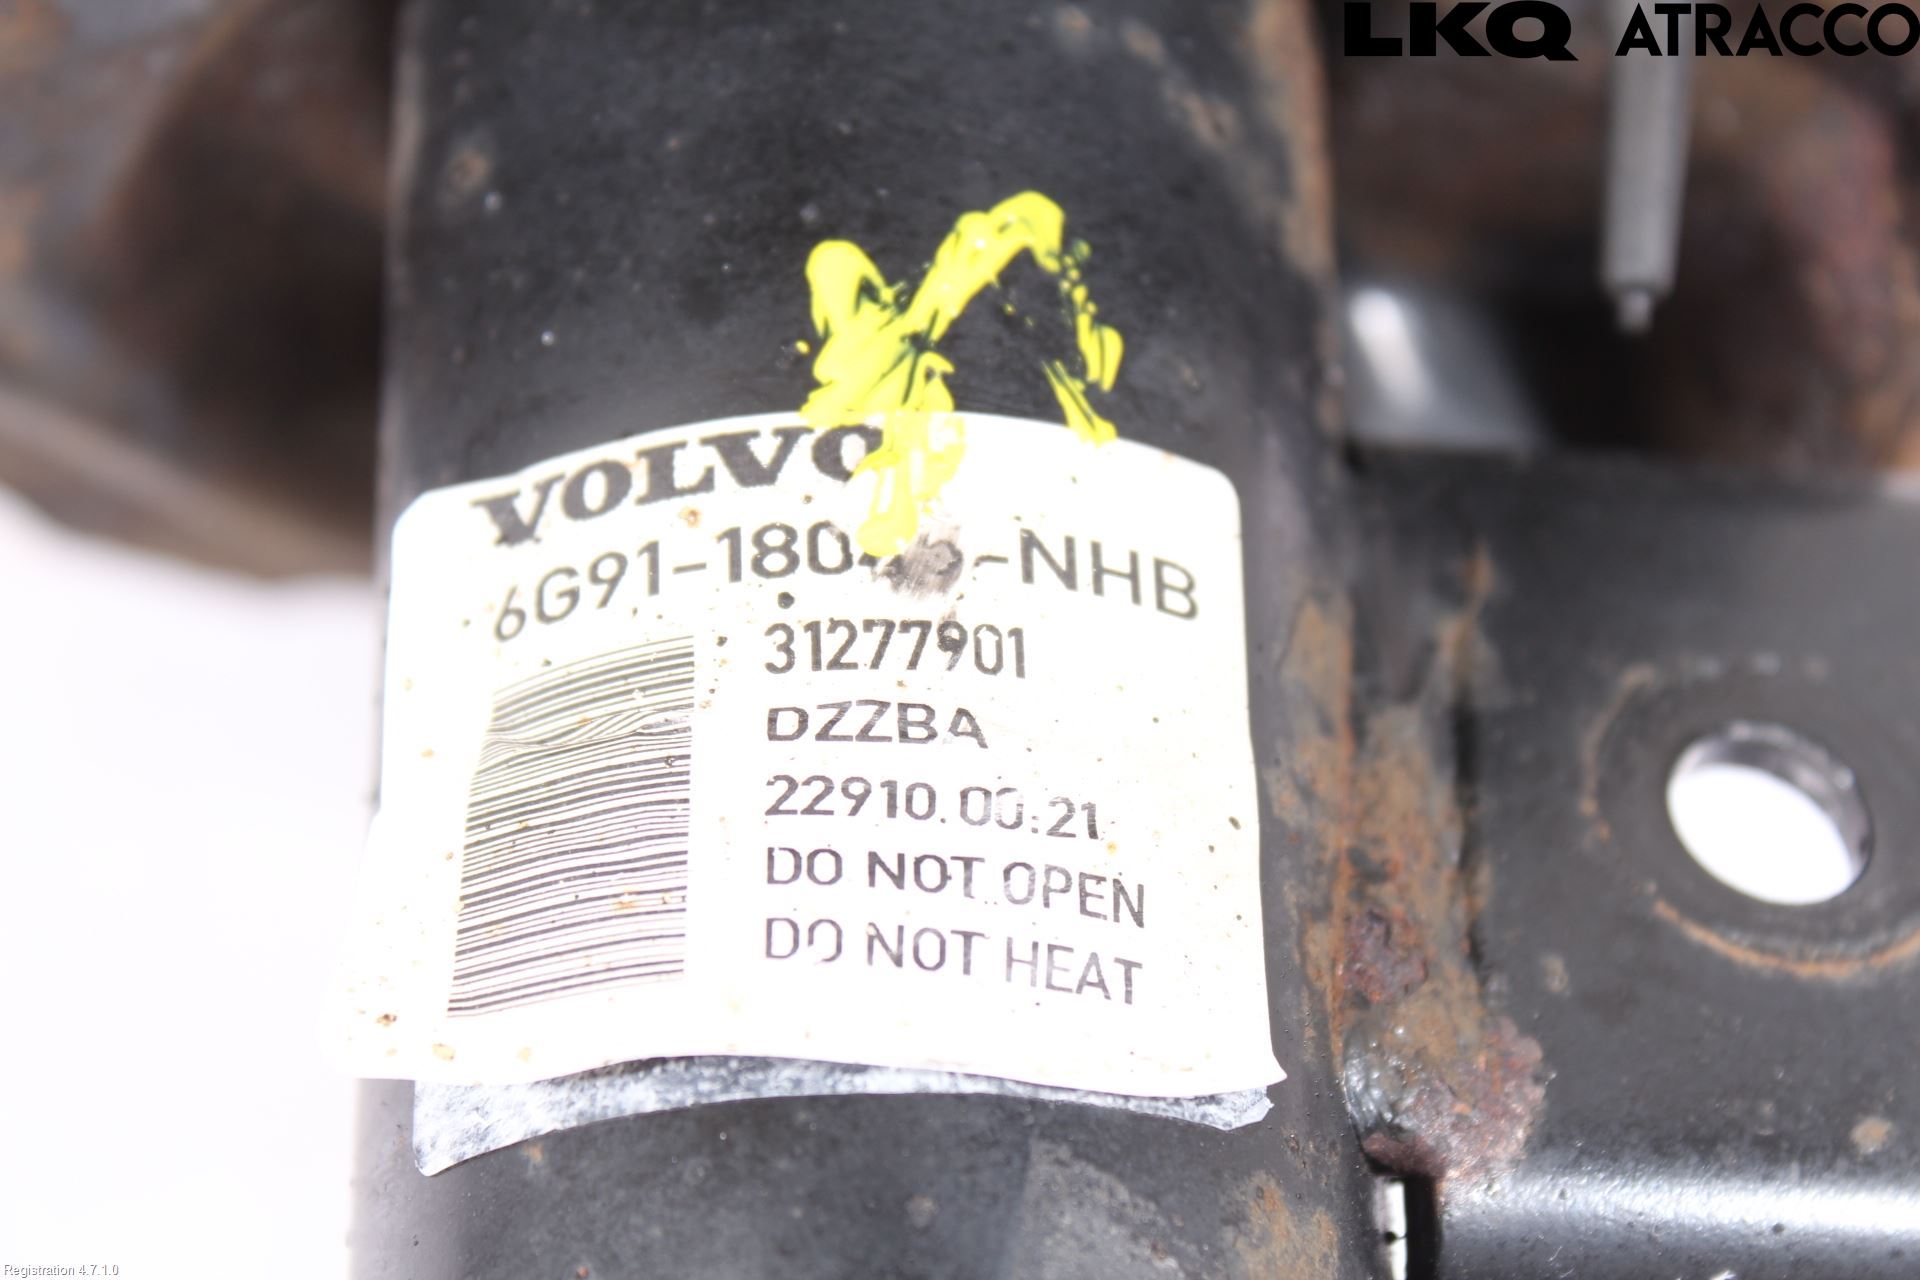 LKQ ATRACCO
VOLVO
31277901
DZZBA
22910.00.21
DO NOT OPEN
DO NOT HEAT
Registration 4.7.1.0